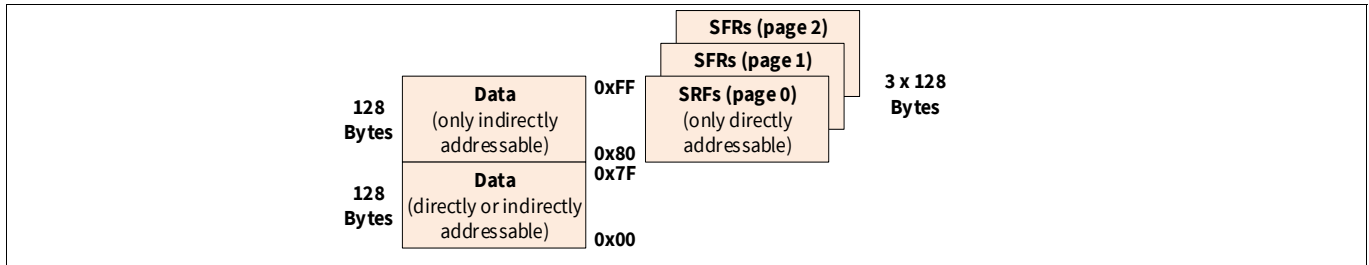 SFRs (page 2)
SFRs (page 1)
3 x 128
Bytes
128
Bytes
Data
(only indirectly
addressable)
0xFF
0x80
SRFs (page 0)
(only directly
addressable)
128
Bytes
Data
(directly or indirectly
addressable)
0x7F
0x00